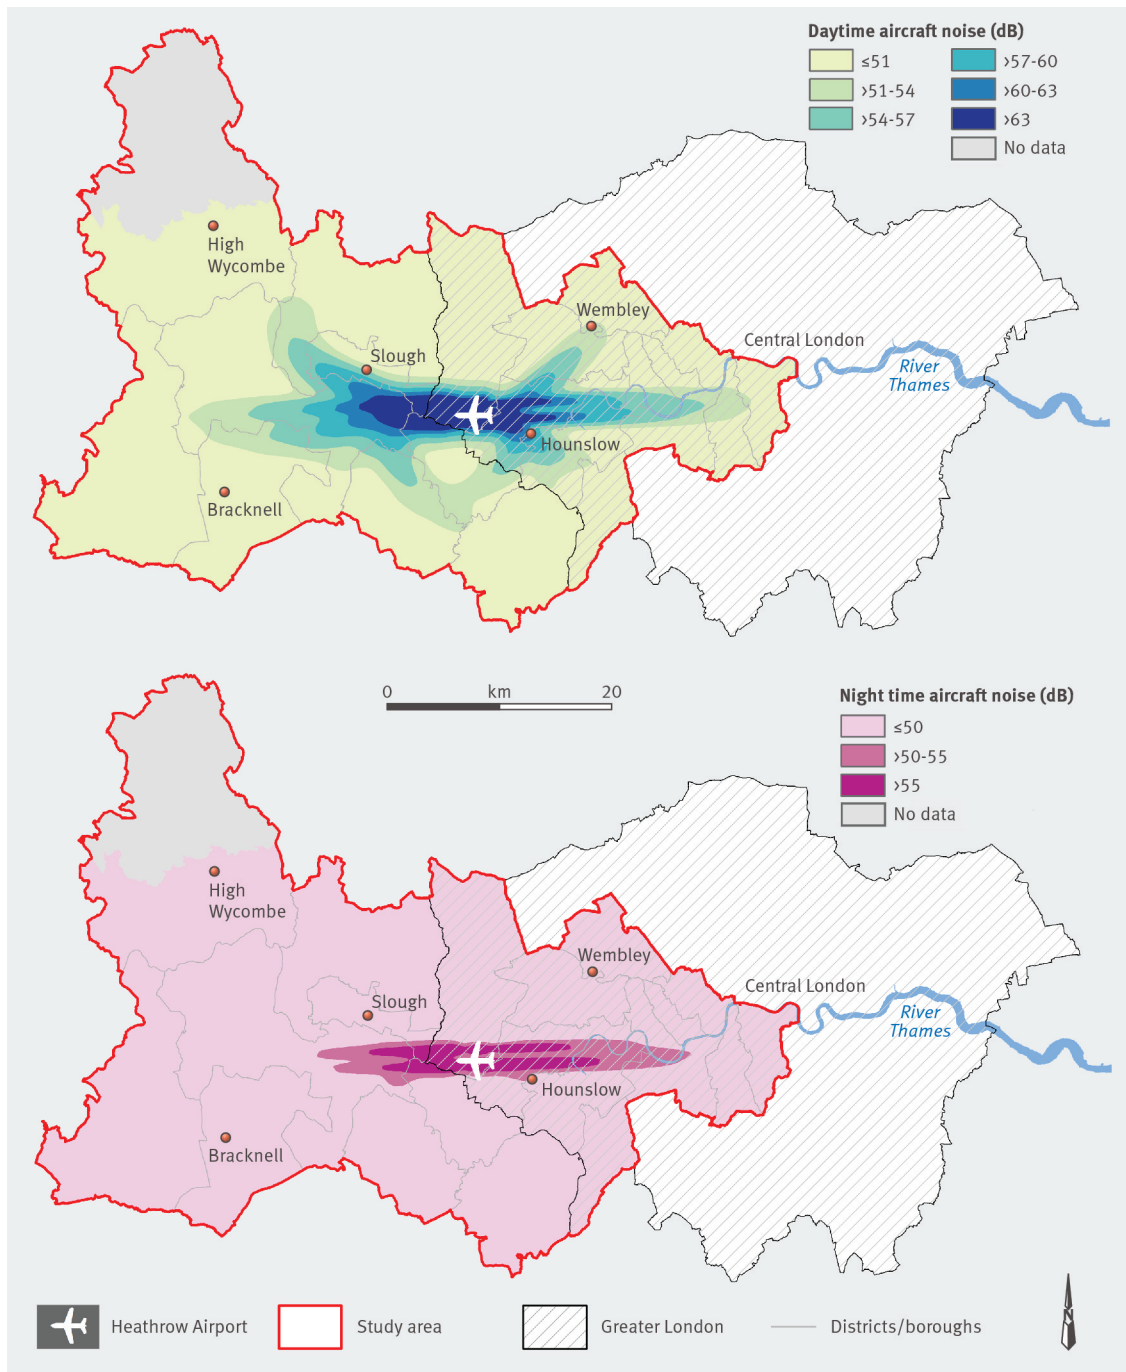 Daytime aircraft noise (dB)
≤51
>51-54
>54-57
>57-60
>60-63
>63
No data
High
Wycombe
Wembley
Central London
Slough
River
Thames
Hounslow
Bracknell
0 km 20
Night time aircraft noise (dB)
≤50
>50-55
>55
No data
High
Wycombe
Wembley
Central London
Slough
River
Thames
Hounslow
Bracknell
Heathrow Airport
Study area
Greater London
Districts/boroughs